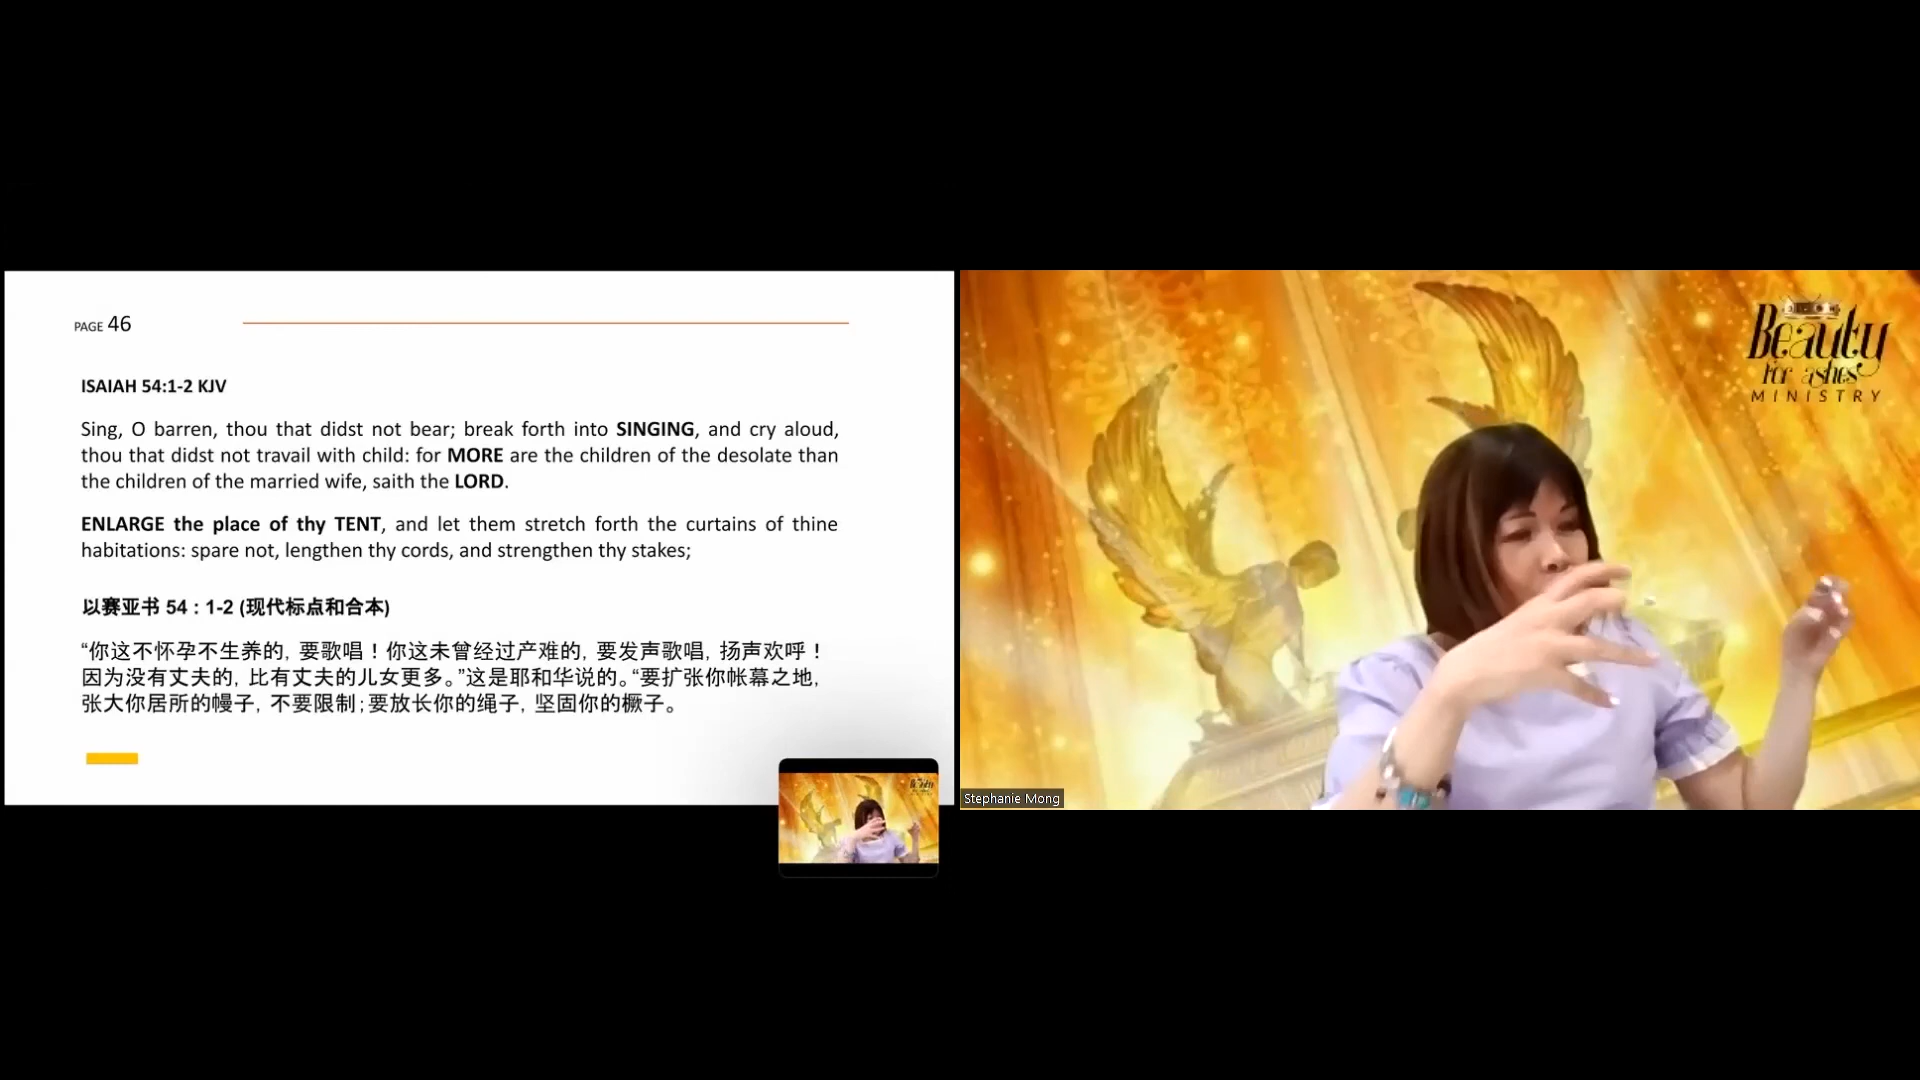 PAGE 46
ISAIAH 54:1-2 KJV
Sing, O barren, thou that didst not bear; break forth into SINGING, and cry aloud,
thou that didst not travail with child: for MORE are the children of the desolate than
the children of the married wife, saith the LORD.
ENLARGE the place of thy TENT, and let them stretch forth the curtains of thine
habitations: spare not, lengthen thy cords, and strengthen thy stakes;
以赛亚书 54 : 1-2 (现代标点和合本)
“你这不怀孕不生养的, 要歌唱！你这未曾经过产难的, 要发声歌唱, 扬声欢呼！
因为没有丈夫的, 比有丈夫的儿女更多。”这是耶和华说的。“要扩张你帐幕之地,
张大你居所的幔子, 不要限制;要放长你的绳子, 坚固你的橛子。
Beauty
for ashes
MINISTRY
Stephanie Mong